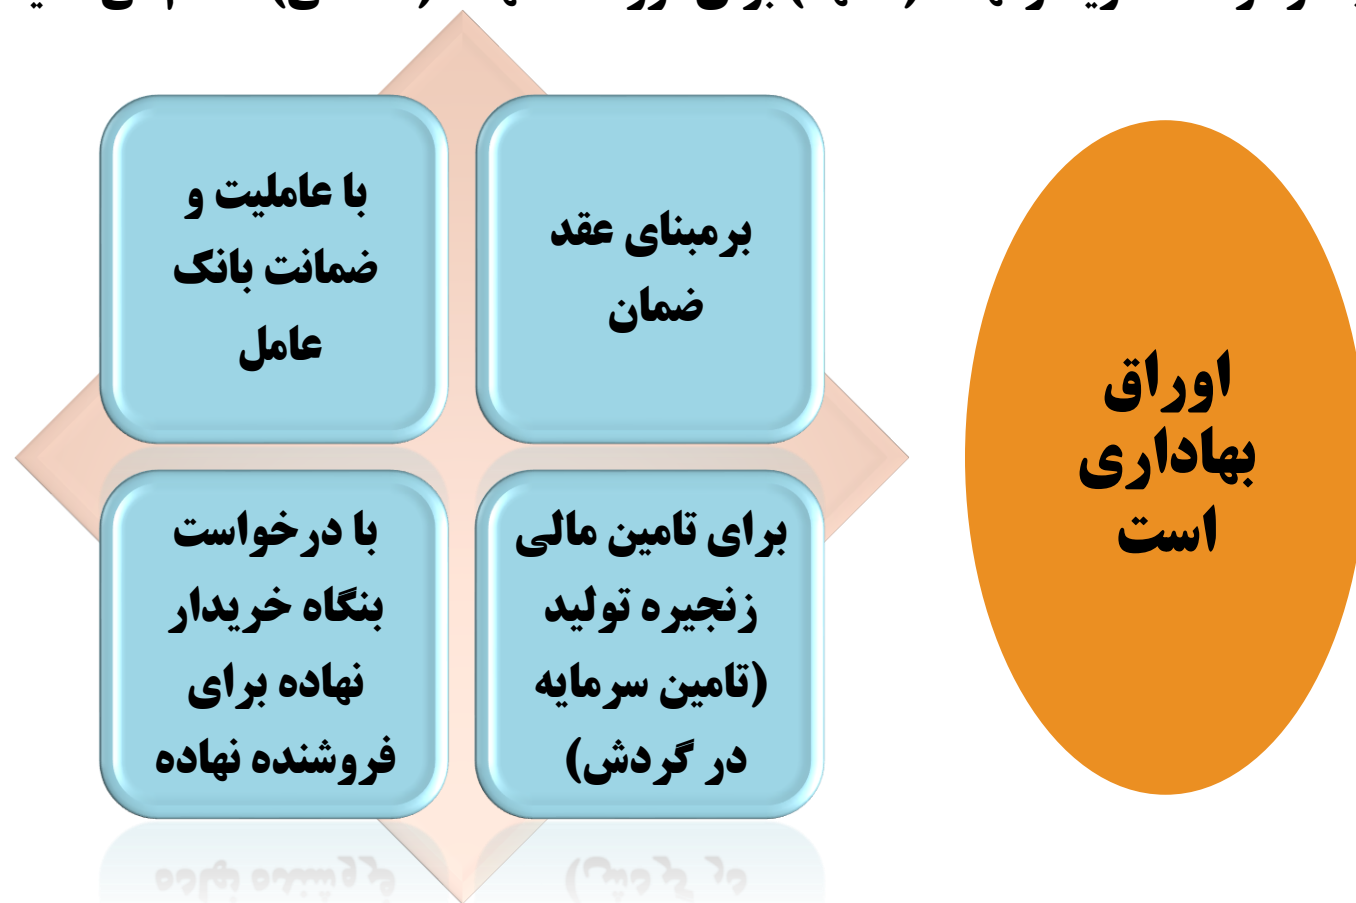 اوراق
بهاداری
است
برمبنای عقد
ضمان
با عاملیت و
ضمانت بانک
عامل
برای تامین مالی
زنجیره تولید
(تامین سرمایه
در گردش)
با درخواست
بنگاه خریدار
نهاده برای
فروشنده نهاده